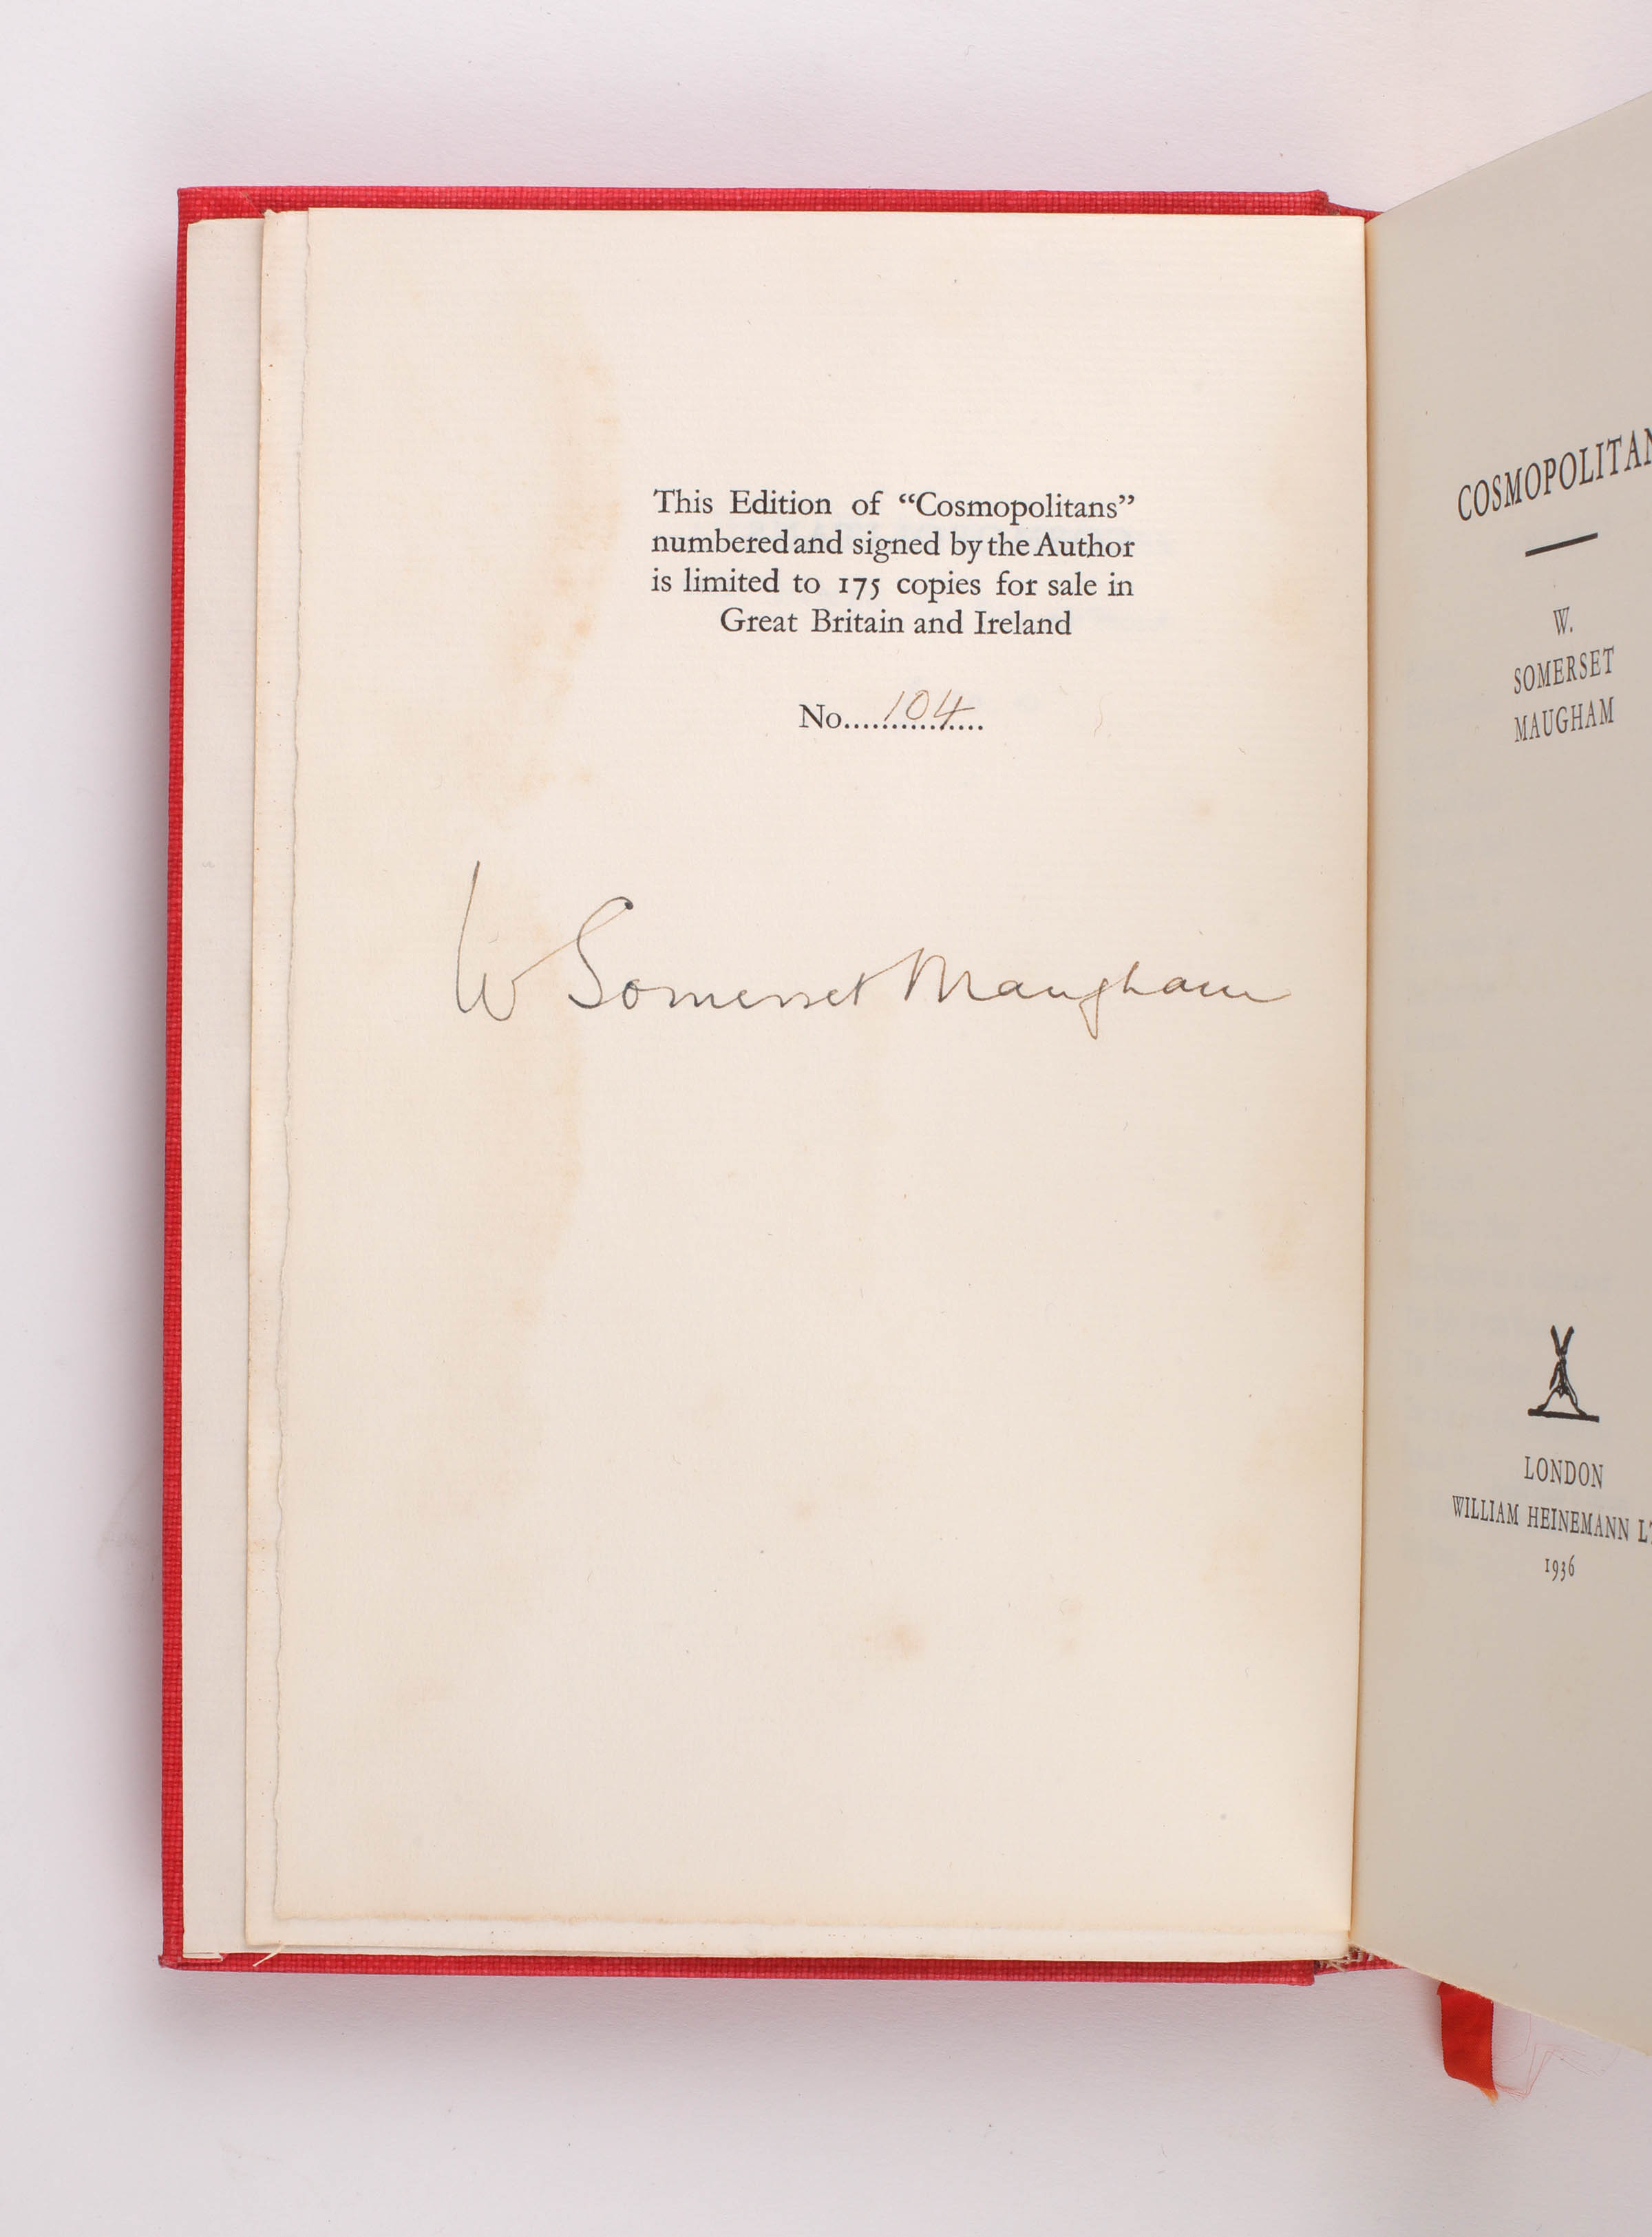 This Edition of “Cosmopolitans”
numbered and signed by the Author
is limited to 175 copies for sale in
Great Britain and Ireland
No....104....
W Somerset Maugham
COSMOPOLITAN
W.
SOMERSET
MAUGHAM
LONDON
WILLIAM HEINEMANN LT
1936